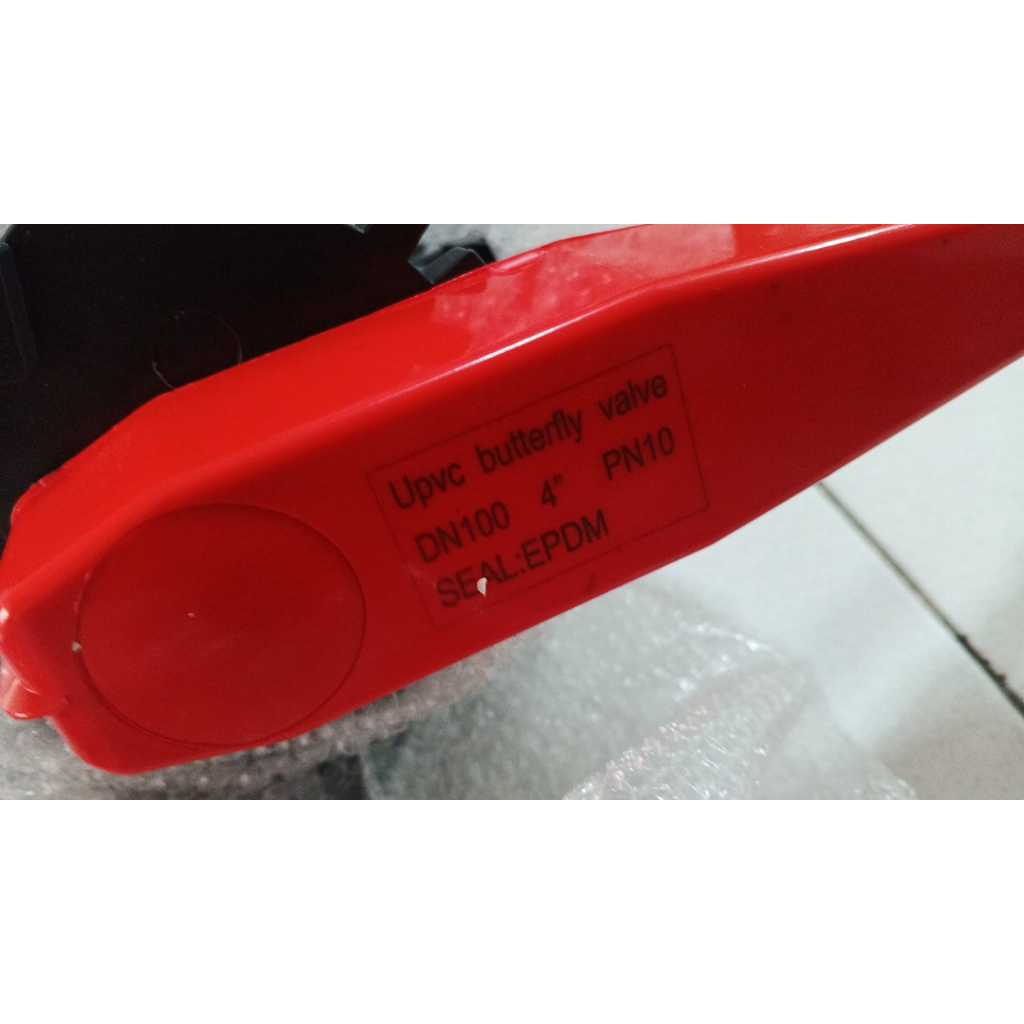 Upvc butterfly valve
DN100 4" PN10
SEAL:EPDM